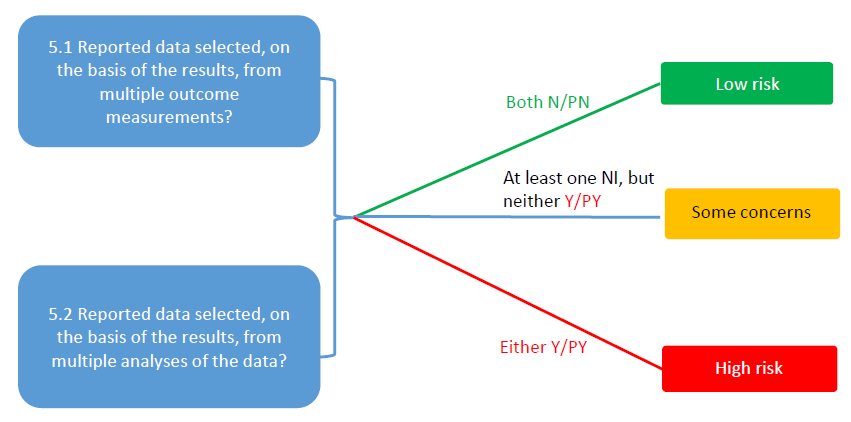 5.1 Reported data selected, on
the basis of the results, from
multiple outcome
measurements?
Both N/PN
Low risk
At least one NI, but
neither Y/PY
Some concerns
5.2 Reported data selected, on
the basis of the results, from
multiple analyses of the data?
Either Y/PY
High risk